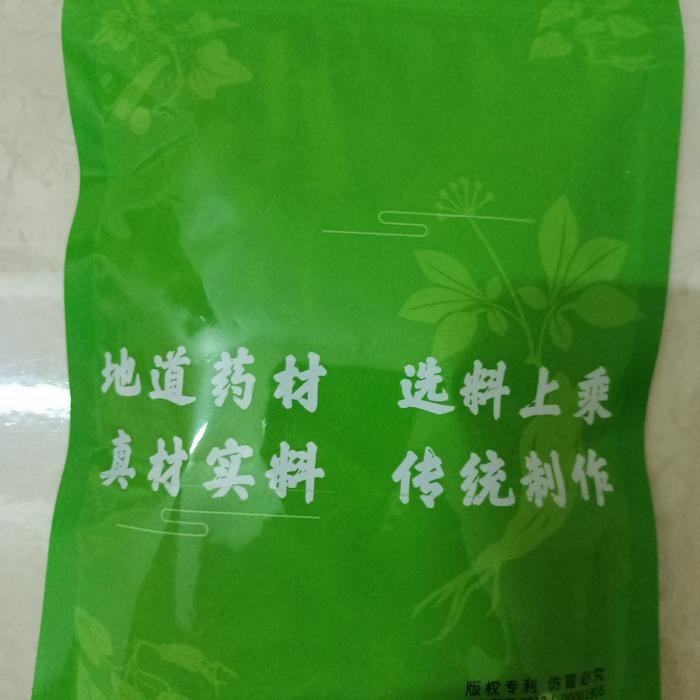 地道药材 选料上乘
真材实料 传统制作
版权专利 仿冒必究